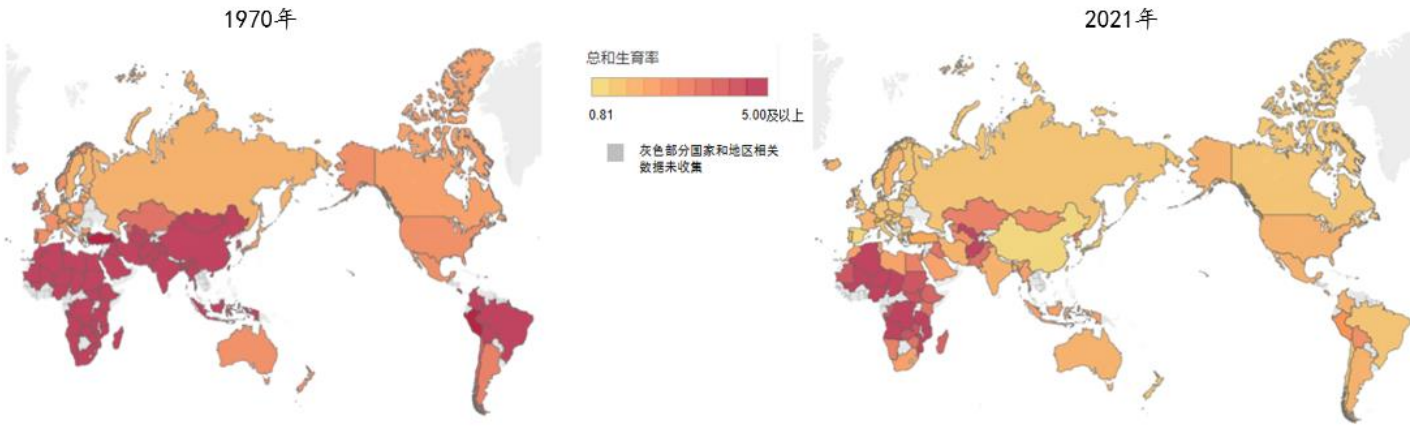 1970年
2021年
总和生育率
0.81
5.00及以上
灰色部分国家和地区相关
数据未收集